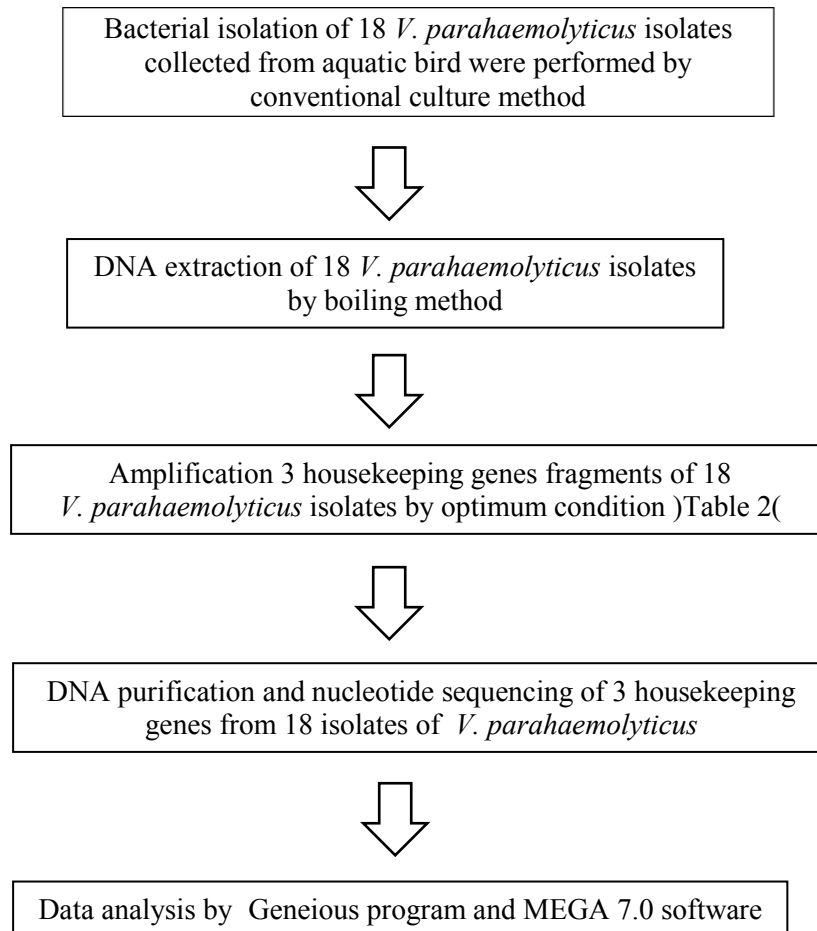 Bacterial isolation of 18 V. parahaemolyticus isolates
collected from aquatic bird were performed by
conventional culture method
DNA extraction of 18 V. parahaemolyticus isolates
by boiling method
Amplification 3 housekeeping genes fragments of 18
V. parahaemolyticus isolates by optimum condition )Table 2(
DNA purification and nucleotide sequencing of 3 housekeeping
genes from 18 isolates of V. parahaemolyticus
Data analysis by Geneious program and MEGA 7.0 software